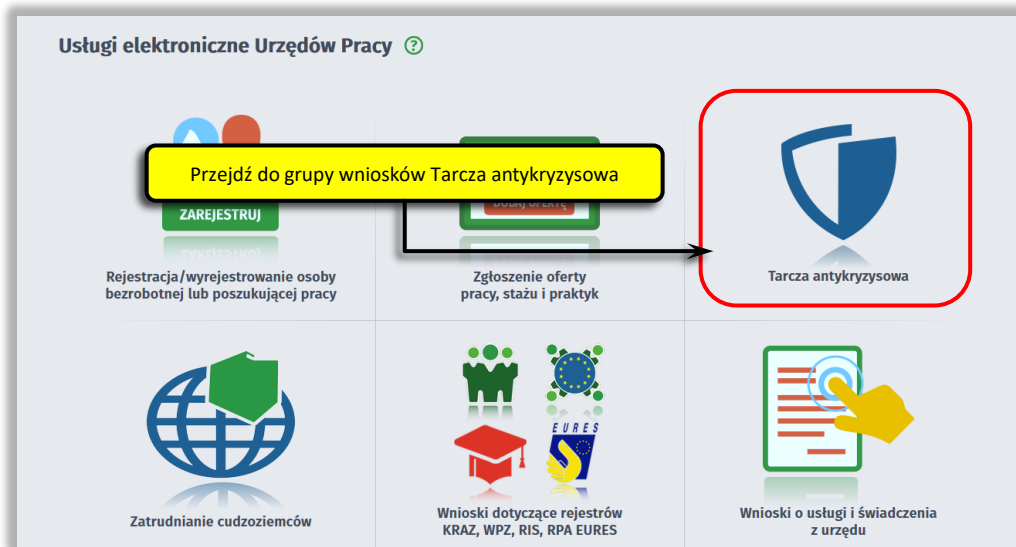 Usługi elektroniczne Urzędów Pracy ?
Przejdź do grupy wniosków Tarcza antykryzysowa
ZAREJESTRUJ
DODAJ OFERTĘ
Rejestracja/wyrejestrowanie osoby
bezrobotnej lub poszukującej pracy
Zgłoszenie oferty
pracy, stażu i praktyk
Tarcza antykryzysowa
EURES
Zatrudnianie cudzoziemców
Wnioski dotyczące rejestrów
KRAZ, WPZ, RIS, RPA EURES
Wnioski o usługi i świadczenia
z urzędu